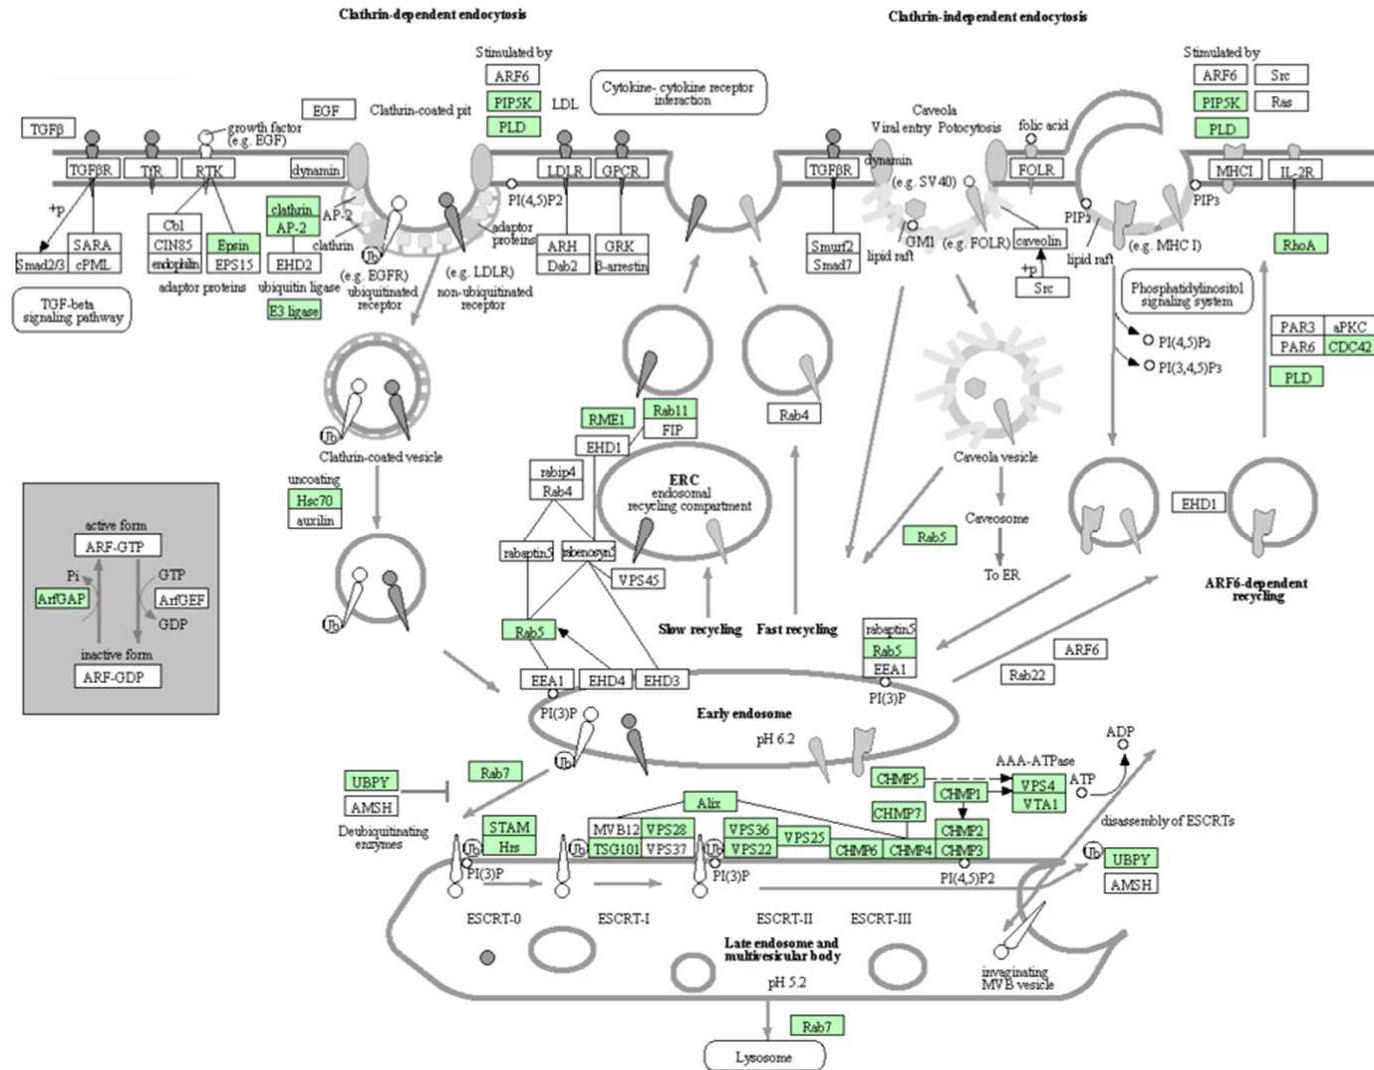 Clathrin-dependent endocytosis
Clathrin-independent endocytosis
Stimulated by
ARF6
PIP5K
PLD
LDL
Cytokine- cytokine receptor
interaction
EGF
Clathrin-coated pit
TGFβ
growth factor
(e.g. EGF)
TGFβR
TfR
RTK
dynamin
LDLR
GPCR
PI(4,5)P2
+p
Smad2/3
SARA
cPML
TGF-beta
signaling pathway
Cbl
CIN85
endophilin
Epsin
EPS15
adaptor proteins
clathrin
AP-2
EHD2
ubiquitin ligase
E3 ligase
AP-2
clathrin
Ub
(e.g. EGFR)
ubiquitinated
receptor
(e.g. LDLR)
non-ubiquitinated
receptor
adaptor
proteins
ARH
Dab2
GRK
β-arrestin
Caveola
Viral entry Potocytosis
folic acid
TGFβR
dynamin
(e.g. SV40)
FOLR
Smurf2
Smad7
GM1
lipid raft
(e.g. FOLR)
caveolin
+p
Src
Stimulated by
ARF6
Src
PIP5K
Ras
PLD
MHCI
IL-2R
PIP2
PIP3
lipid raft
(e.g. MHC I)
RhoA
Phosphatidylinositol
signaling system
PI(4,5)P2
PI(3,4,5)P3
PAR3
aPKC
PAR6
CDC42
PLD
Ub
Clathrin-coated vesicle
uncoating
Hsc70
auxilin
Ub
RME1
Rab11
FIP
EHD1
Rab4
rabip4
Rab4
ERC
endosomal
recycling compartment
rabaptin5
rabenosyn5
VPS45
Rab5
Slow recycling
Fast recycling
Caveola vesicle
Caveosome
Rab5
To ER
EHD1
ARF6-dependent
recycling
active form
ARF-GTP
Pi
GTP
ArfGAP
ArfGEF
GDP
inactive form
ARF-GDP
rabaptin5
Rab5
EEA1
PI(3)P
ARF6
Rab22
EEA1
EHD4
EHD3
PI(3)P
Early endosome
pH 6.2
Ub
Rab7
UBPY
AMSH
Deubiquitinating
enzymes
STAM
Hrs
Ub
PI(3)P
Alix
MVB12
VPS28
TSG101
VPS37
Ub
VPS36
VPS22
VPS25
Ub
PI(3)P
CHMP5
CHMP1
CHMP7
CHMP2
CHMP6
CHMP4
CHMP3
PI(4,5)P2
AAA-ATPase
VPS4
VTA1
ATP
ADP
disassembly of ESCRTs
Ub
UBPY
AMSH
ESCRT-0
ESCRT-I
ESCRT-II
ESCRT-III
Late endosome and
multivesicular body
pH 5.2
invaginating
MVB vesicle
Rab7
Lysosome